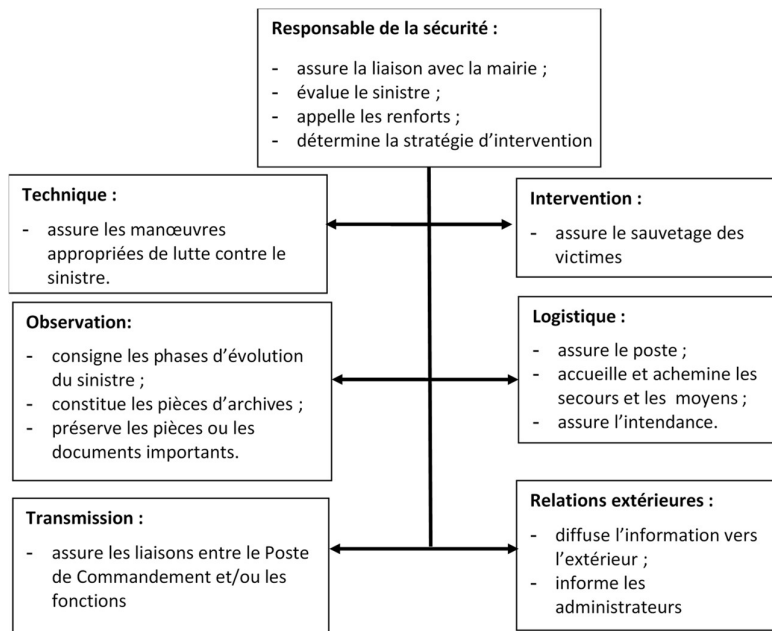 Responsable de la sécurité :
- assure la liaison avec la mairie ;
- évalue le sinistre ;
- appelle les renforts ;
- détermine la stratégie d’intervention
Technique :
- assure les manœuvres
appropriées de lutte contre le
sinistre.
Intervention :
- assure le sauvetage des
victimes
Observation:
- consigne les phases d’évolution
du sinistre ;
- constitue les pièces d’archives ;
- préserve les pièces ou les
documents importants.
Logistique :
- assure le poste ;
- accueille et achemine les
secours et les moyens ;
- assure l’intendance.
Transmission :
- assure les liaisons entre le Poste
de Commandement et/ou les
fonctions
Relations extérieures :
- diffuse l’information vers
l’extérieur ;
- informe les
administrateurs